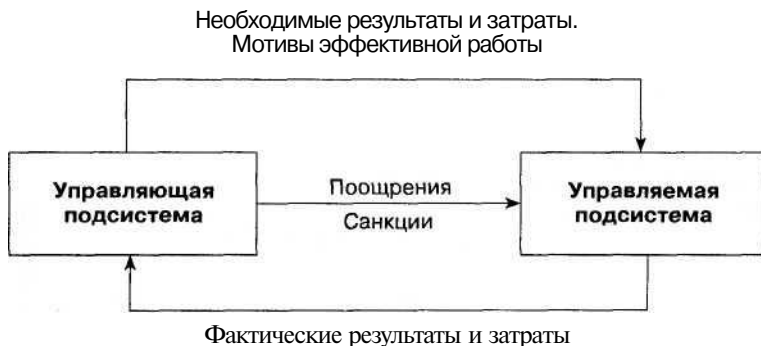 Необходимые результаты и затраты.
Мотивы эффективной работы
Управляющая
подсистема
Поощрения
Санкции
Управляемая
подсистема
Фактические результаты и затраты